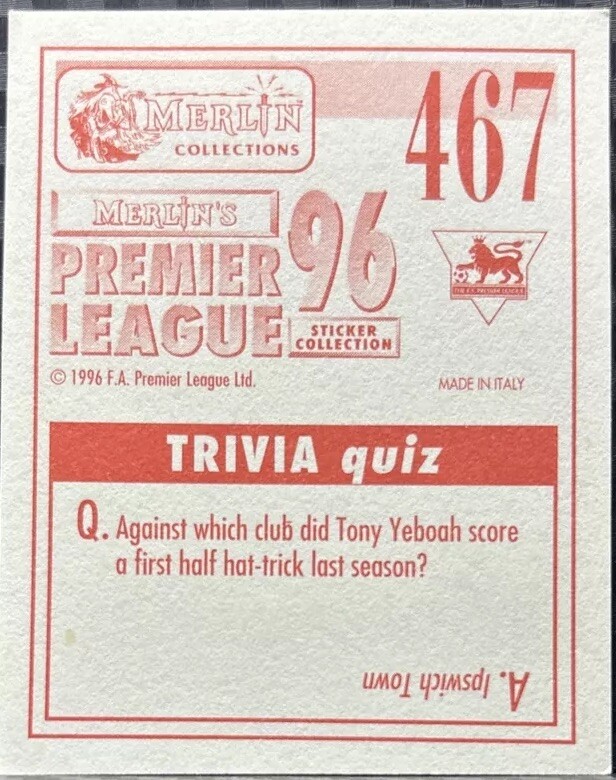 MERLIN
COLLECTIONS
467
MERLIN'S
PREMIER
LEAGUE
96
STICKER
COLLECTION
© 1996 F.A. Premier League Ltd.
MADE IN ITALY
TRIVIA quiz
Q. Against which club did Tony Yeboah score
a first half hat-trick last season?
A. Ipswich Town